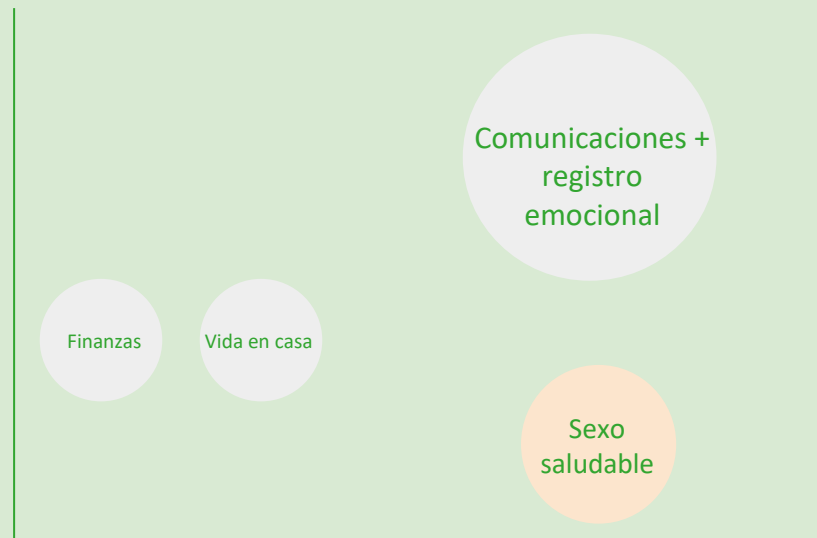 Comunicaciones +
registro
emocional
Finanzas
Vida en casa
Sexo
saludable